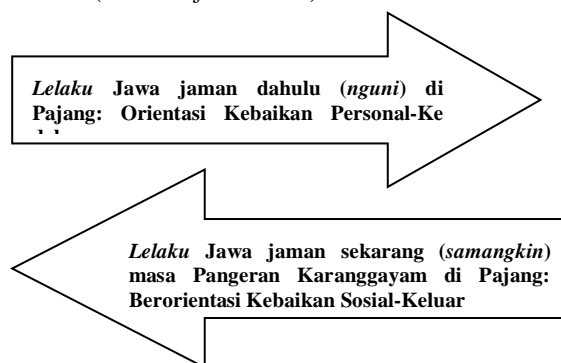 Lelaku Jawa jaman dahulu (nguni) di
Pajang: Orientasi Kebaikan Personal-Ke
Lelaku Jawa jaman sekarang (samangkin)
masa Pangeran Karanggayam di Pajang:
Berorientasi Kebaikan Sosial-Keluar